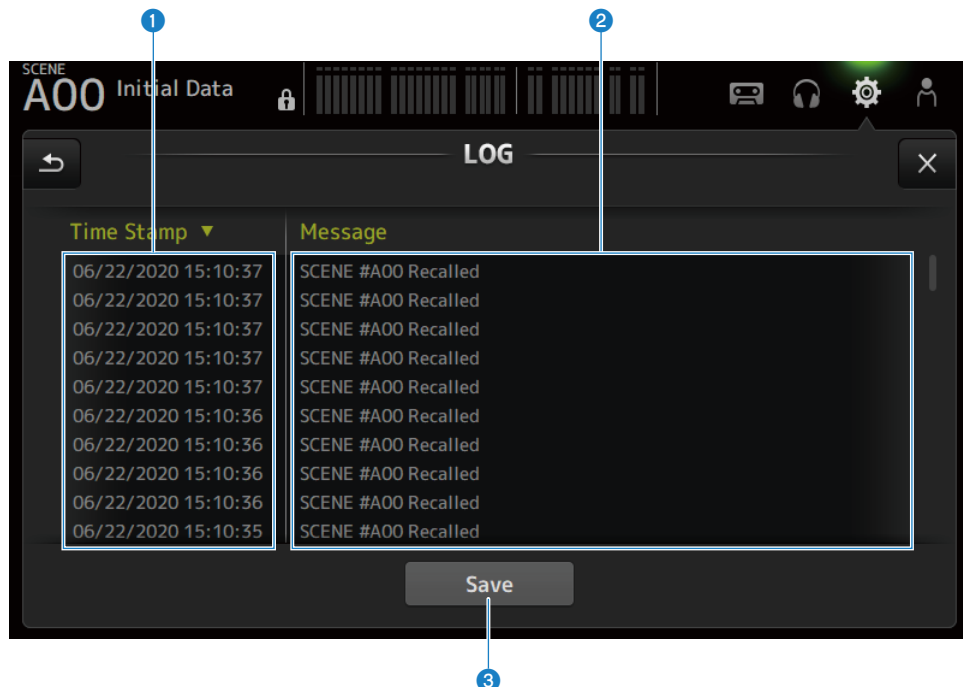 1 2
SCENE
A00 Initial Data
LOG
Time Stamp ▼ Message
06/22/2020 15:10:37 SCENE #A00 Recalled
06/22/2020 15:10:37 SCENE #A00 Recalled
06/22/2020 15:10:37 SCENE #A00 Recalled
06/22/2020 15:10:37 SCENE #A00 Recalled
06/22/2020 15:10:37 SCENE #A00 Recalled
06/22/2020 15:10:36 SCENE #A00 Recalled
06/22/2020 15:10:36 SCENE #A00 Recalled
06/22/2020 15:10:36 SCENE #A00 Recalled
06/22/2020 15:10:36 SCENE #A00 Recalled
06/22/2020 15:10:35 SCENE #A00 Recalled
Save
3